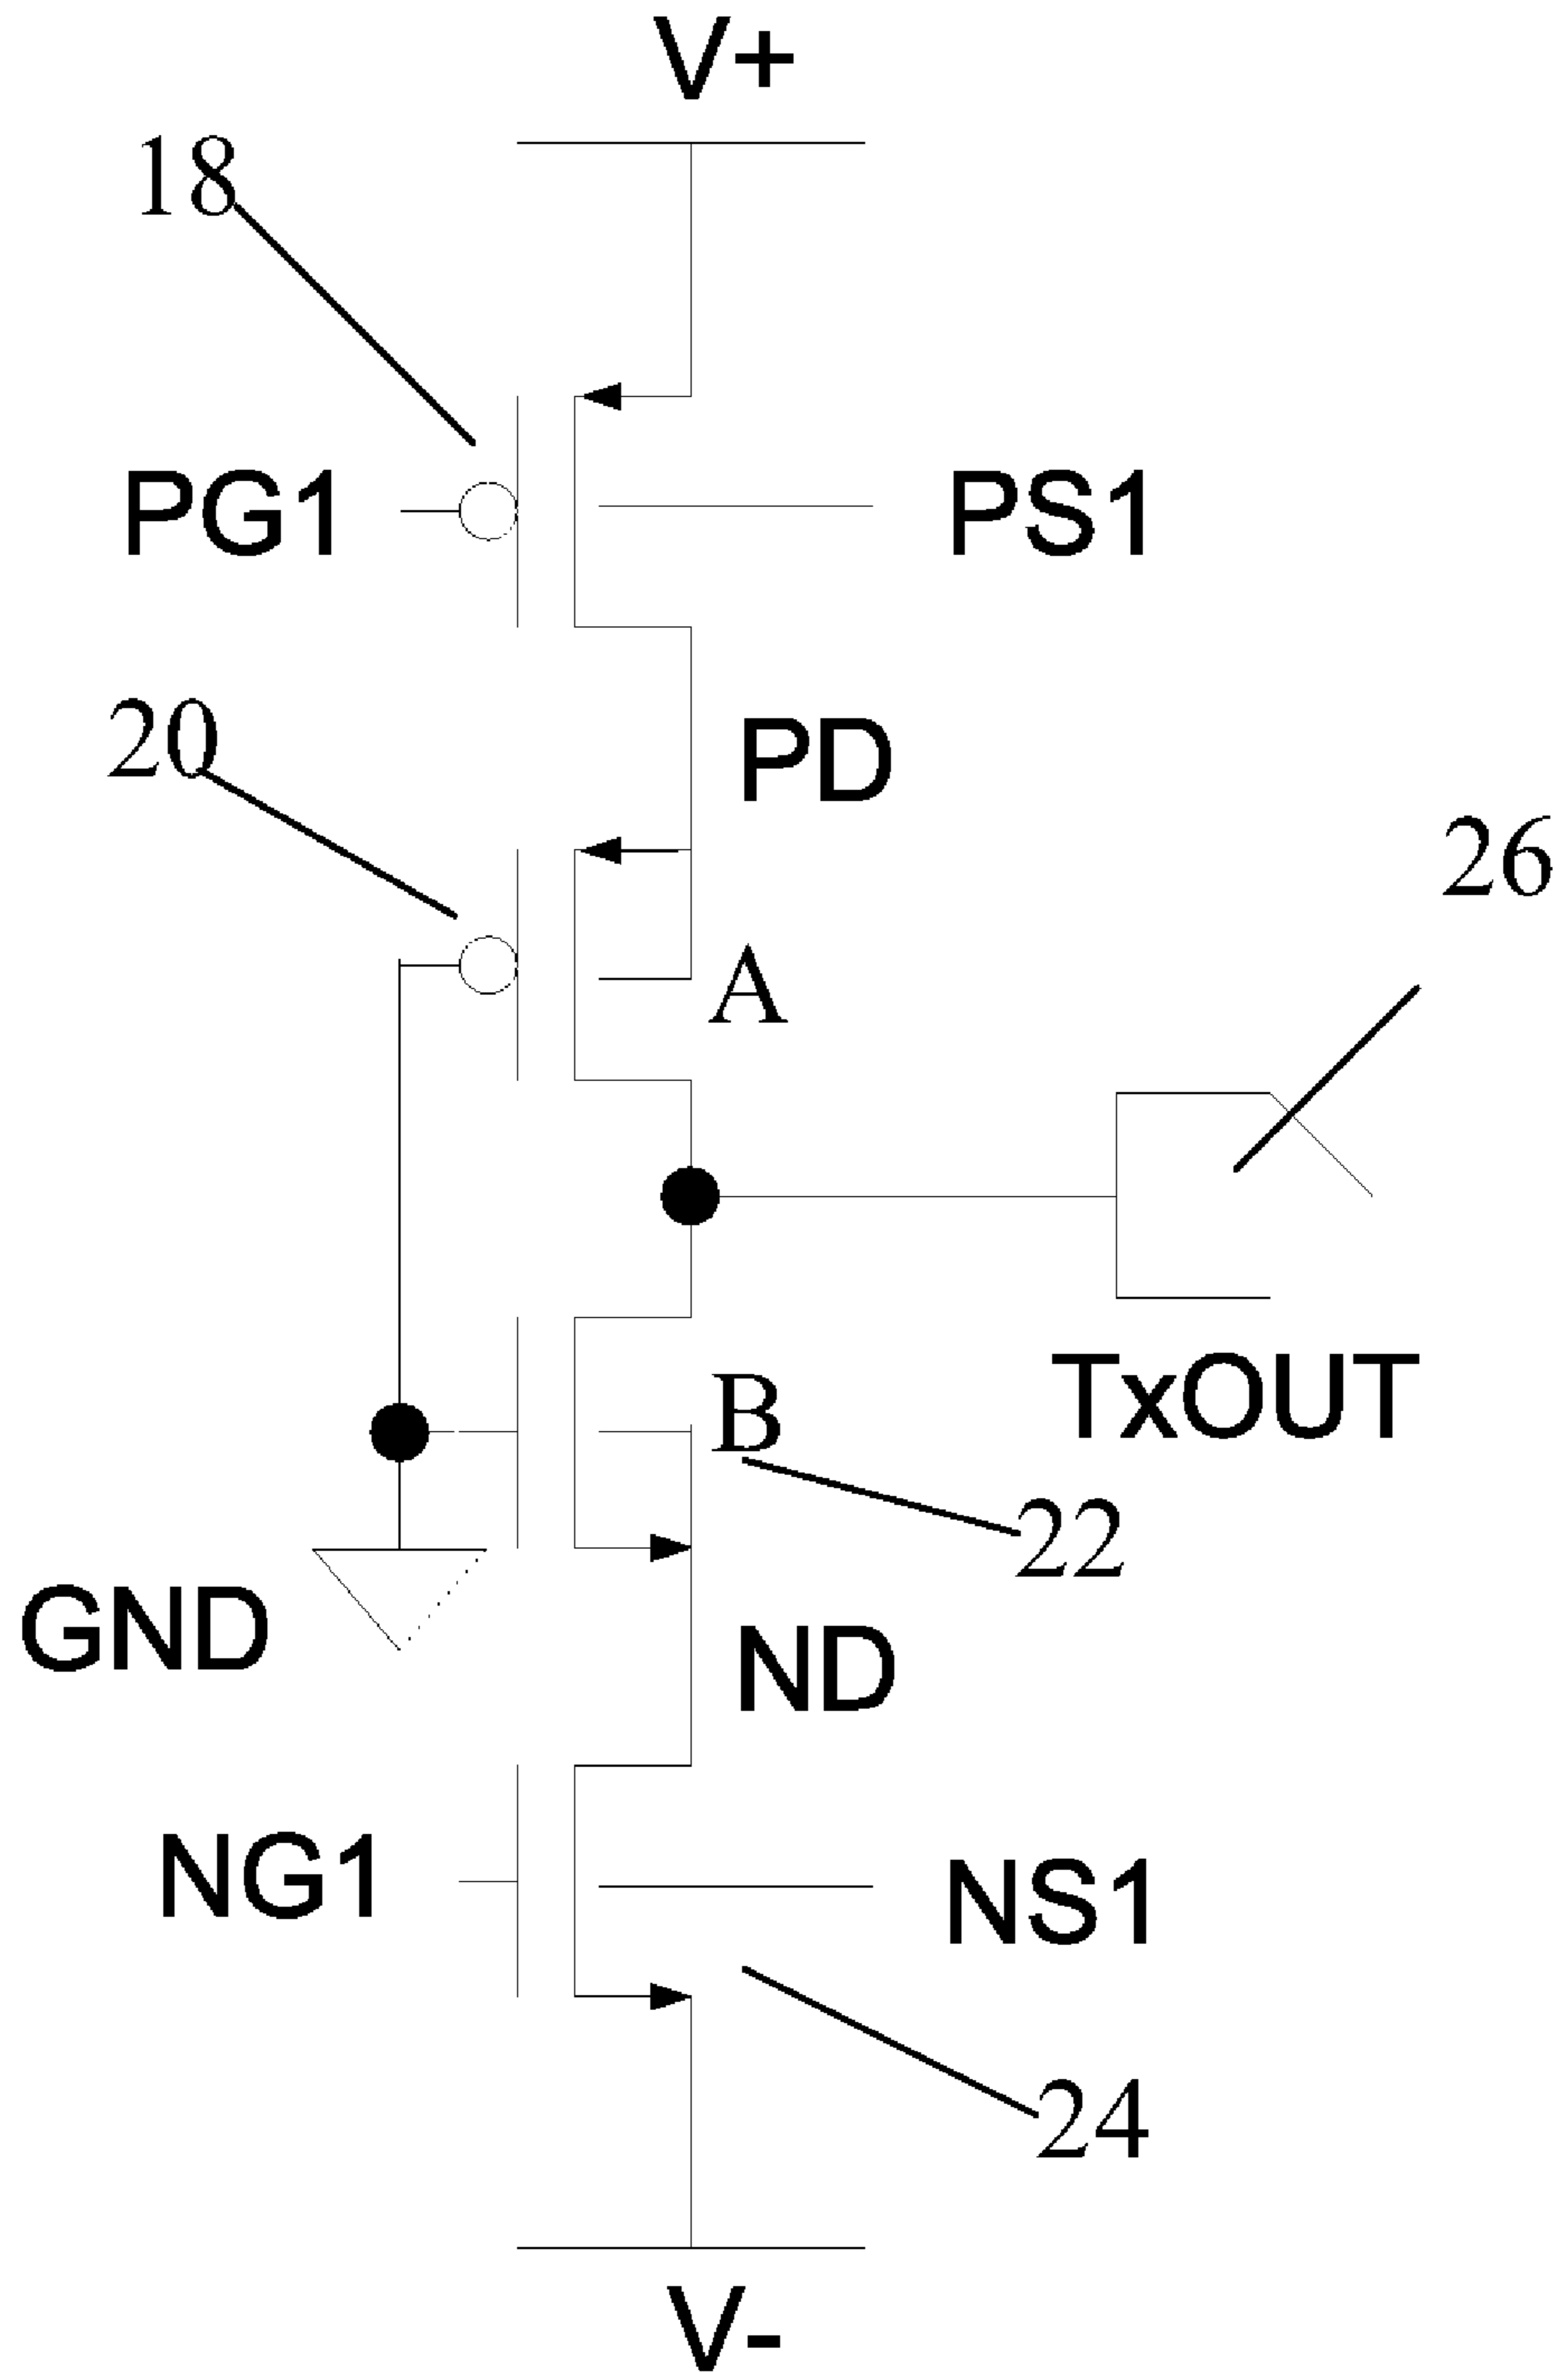 V+
18
PG1
PS1
20
PD
26
A
B
TxOUT
22
GND
ND
NG1
NS1
24
V-